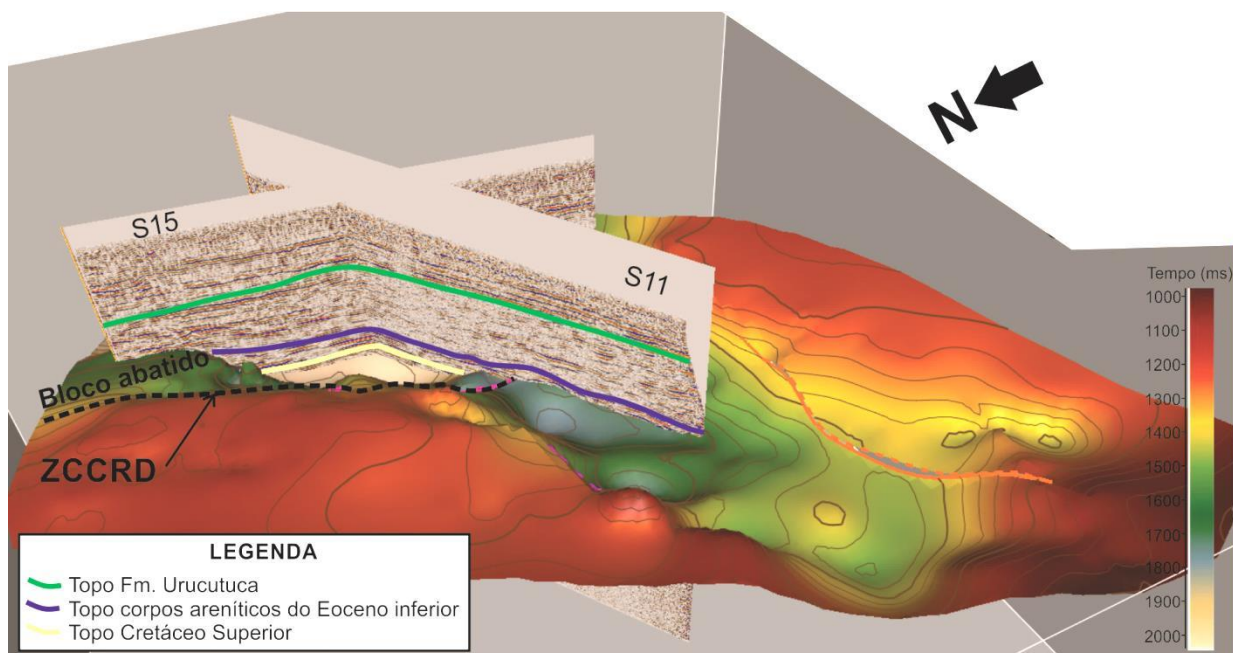 N
S15
S11
Tempo (ms)
1000
1100
1200
1300
1400
1500
1600
1700
1800
1900
2000
Bloco abatido
ZCCRD
LEGENDA
Topo Fm. Urucutuca
Topo corpos areníticos do Eoceno inferior
Topo Cretáceo Superior